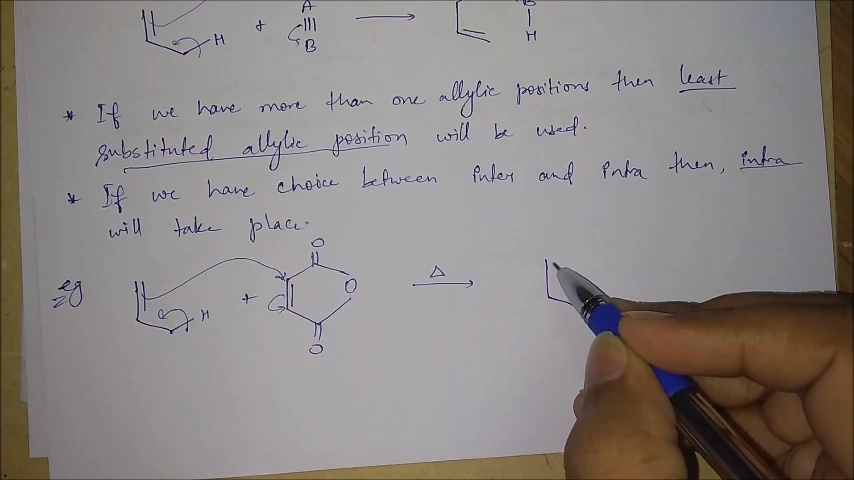 A
H + B
B
H
* If we have more than one allylic positions then least
substituted allylic position will be used.
* If we have choice between inter and intra then, intra
will take place.
eg
O
H + O Δ
O